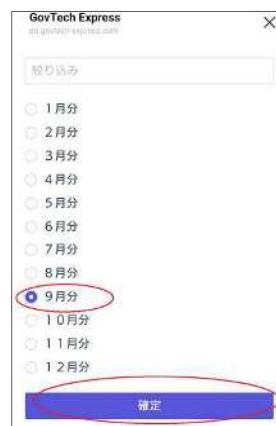 GovTech Express
絞り込み
1月分
2月分
3月分
4月分
5月分
6月分
7月分
8月分
9月分
10月分
11月分
12月分
確定